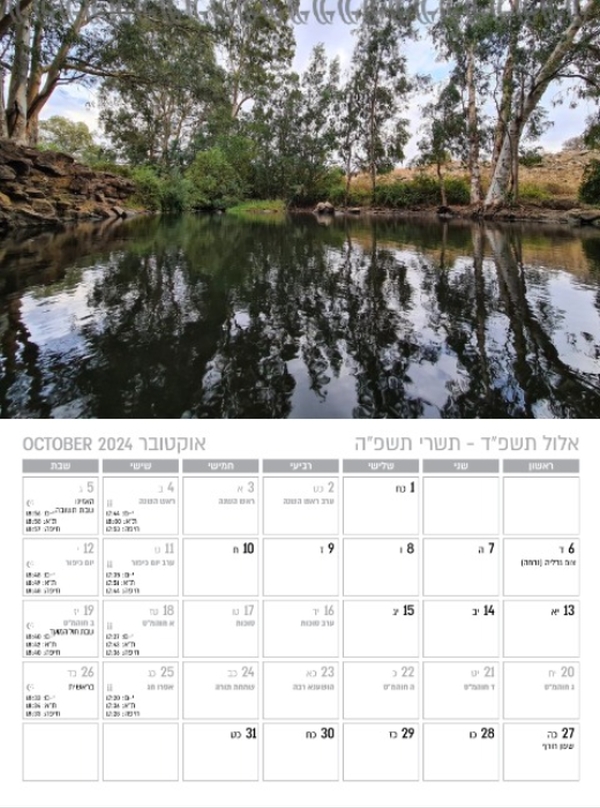 אלול תשפ"ד - תשרי תשפ"ה
אוקטובר 2024 OCTOBER
ראשון שני שלישי רביעי חמישי שישי שבת
1 כח
2 כט
ערב ראש השנה
3 א
ראש השנה
4 ב
ראש השנה
5 ג
האזינו
שבת תשובה
6 ד
צום גדליה (נדחה)
7 ה
8 ו
9 ז
10 ח
11 ט
ערב יום כיפור
12 י
יום כיפור
13 יא
14 יב
15 יג
16 יד
ערב סוכות
17 טו
סוכות
18 טז
א חוהמ"ס
19 יז
ב חוהמ"ס
שבת חול המועד
20 יח
ג חוהמ"ס
21 יט
ד חוהמ"ס
22 כ
ה חוהמ"ס
23 כא
הושענא רבה
24 כב
שמחת תורה
25 כג
אסרו חג
26 כד
בראשית
27 כה
שעון חורף
28 כו
29 כז
30 כח
31 כט